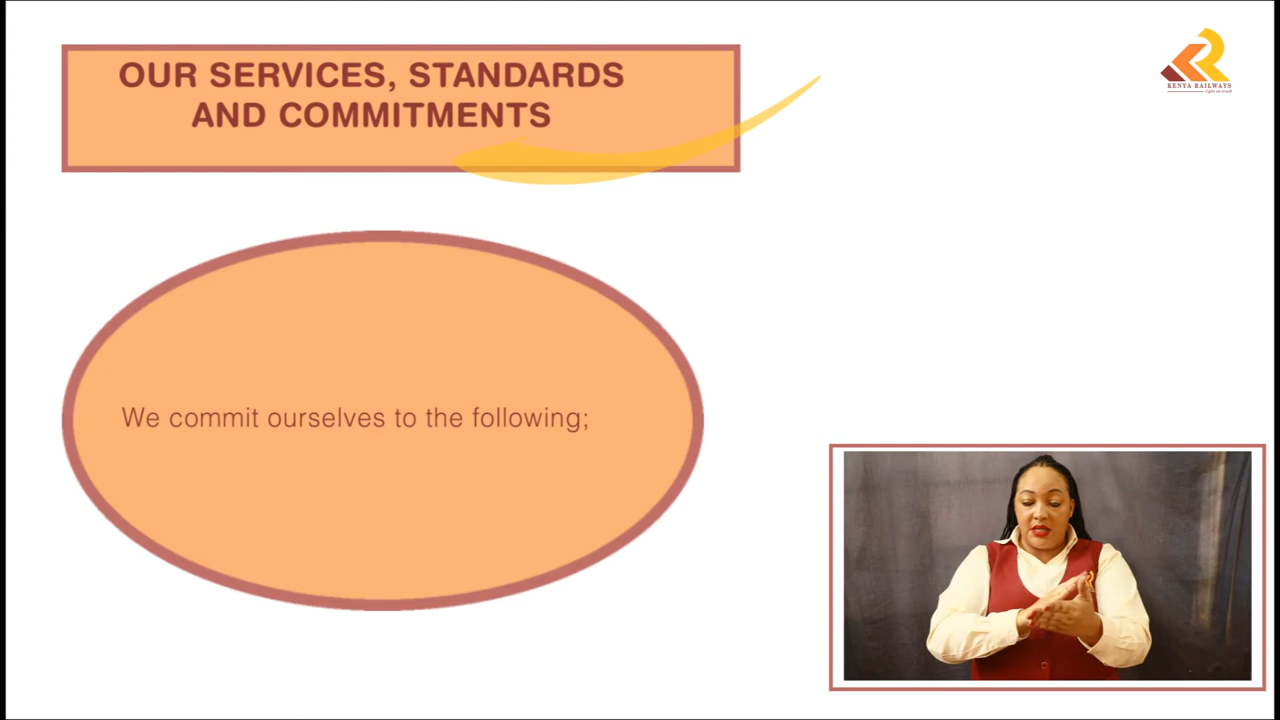 OUR SERVICES, STANDARDS
AND COMMITMENTS
KENYA RAILWAYS
We commit ourselves to the following;